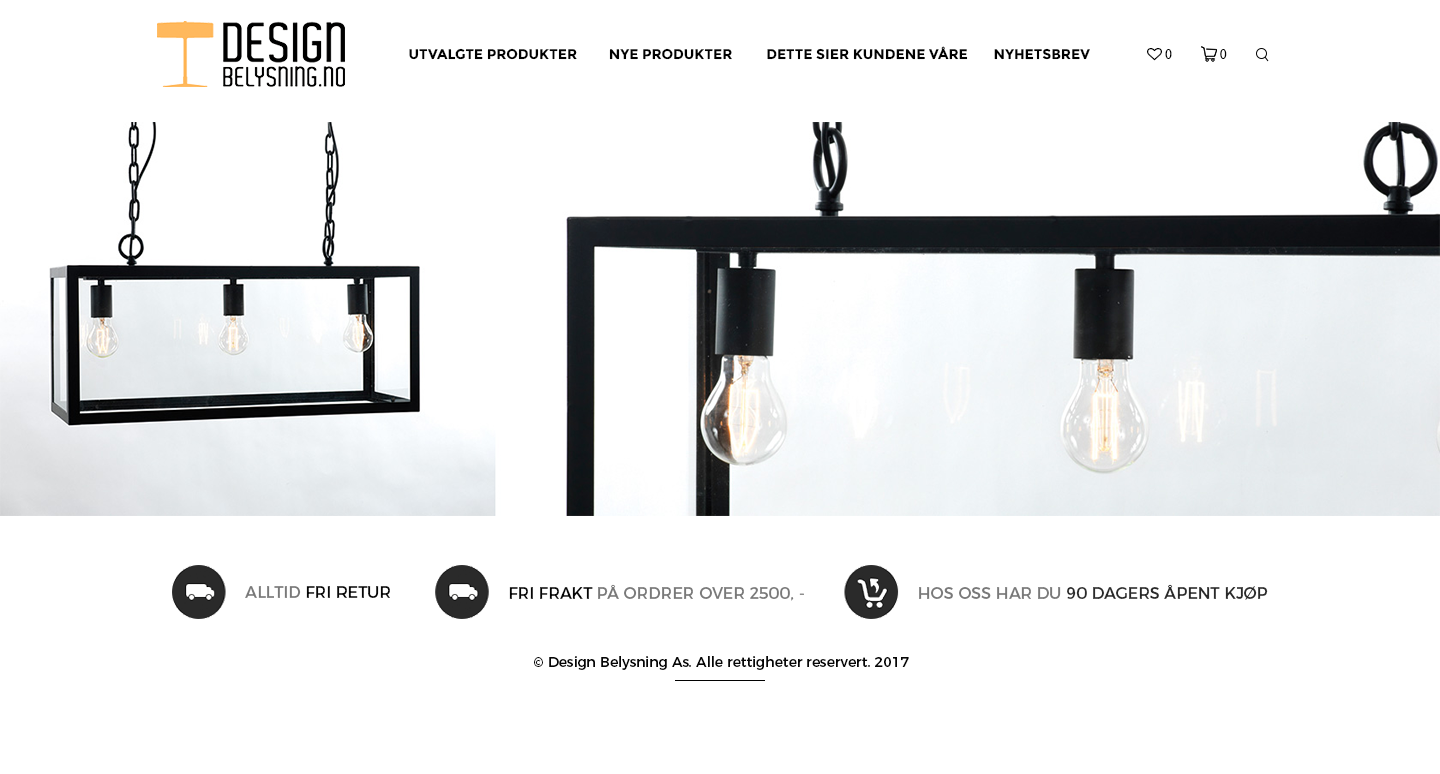 DESIGN
BELYSNING.NO
UTVALGTE PRODUKTER NYE PRODUKTER DETTE SIER KUNDENE VÅRE NYHETSBREV 0 0
ALLTID FRI RETUR
FRI FRAKT PÅ ORDRER OVER 2500, -
HOS OSS HAR DU 90 DAGERS ÅPENT KJØP
© Design Belysning As. Alle rettigheter reservert. 2017